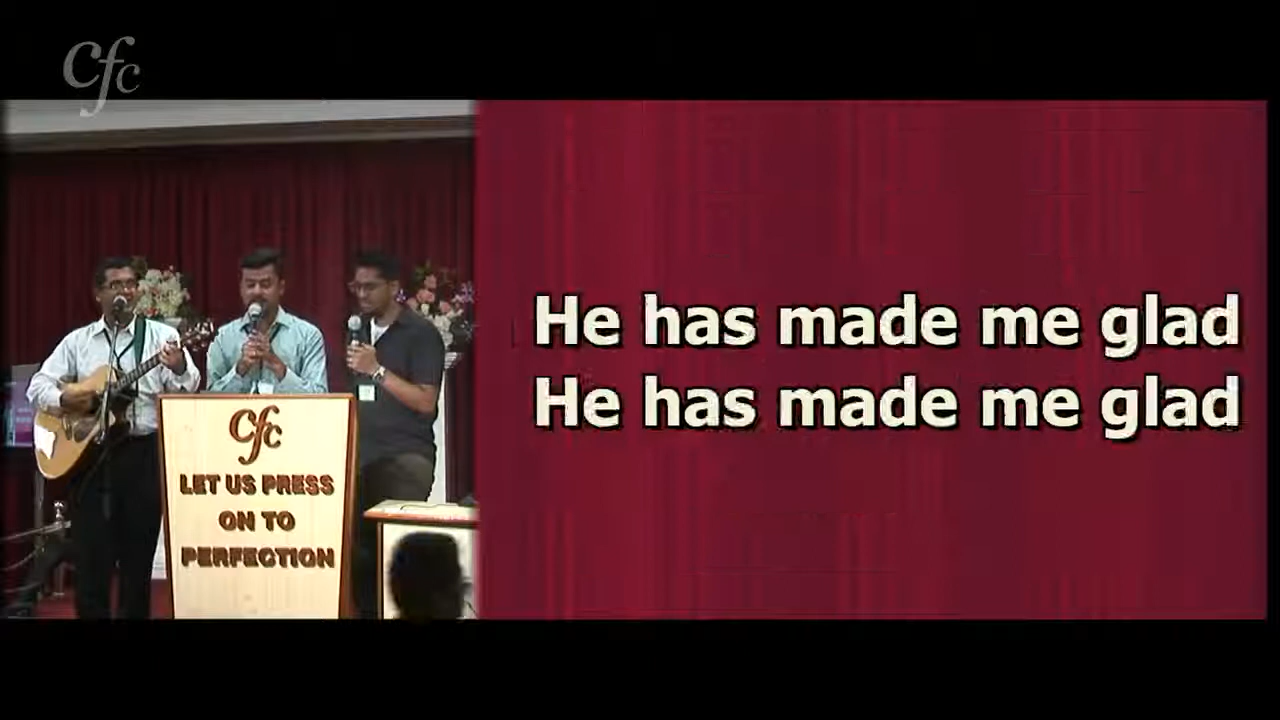 cfc
cfc
LET US PRESS
ON TO
PERFECTION
He has made me glad
He has made me glad